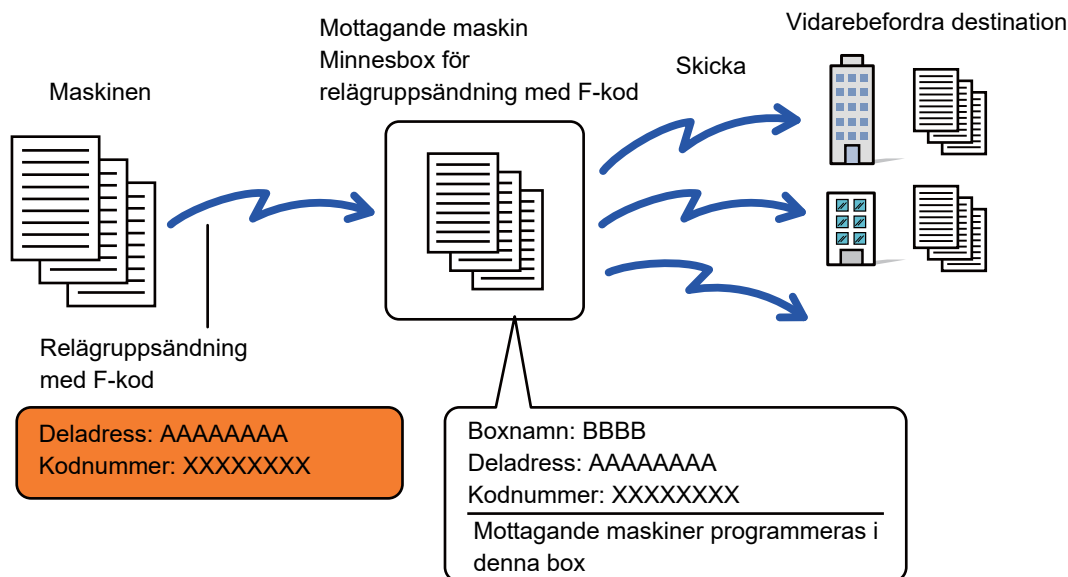 Maskinen
Mottagande maskin
Minnesbox för
relägruppsändning med F-kod
Skicka
Vidarebefordra destination
Relägruppsändning
med F-kod
Deladress: AAAAAAAA
Kodnummer: XXXXXXXX
Boxnamn: BBBB
Deladress: AAAAAAAA
Kodnummer: XXXXXXXX
Mottagande maskiner programmeras i
denna box